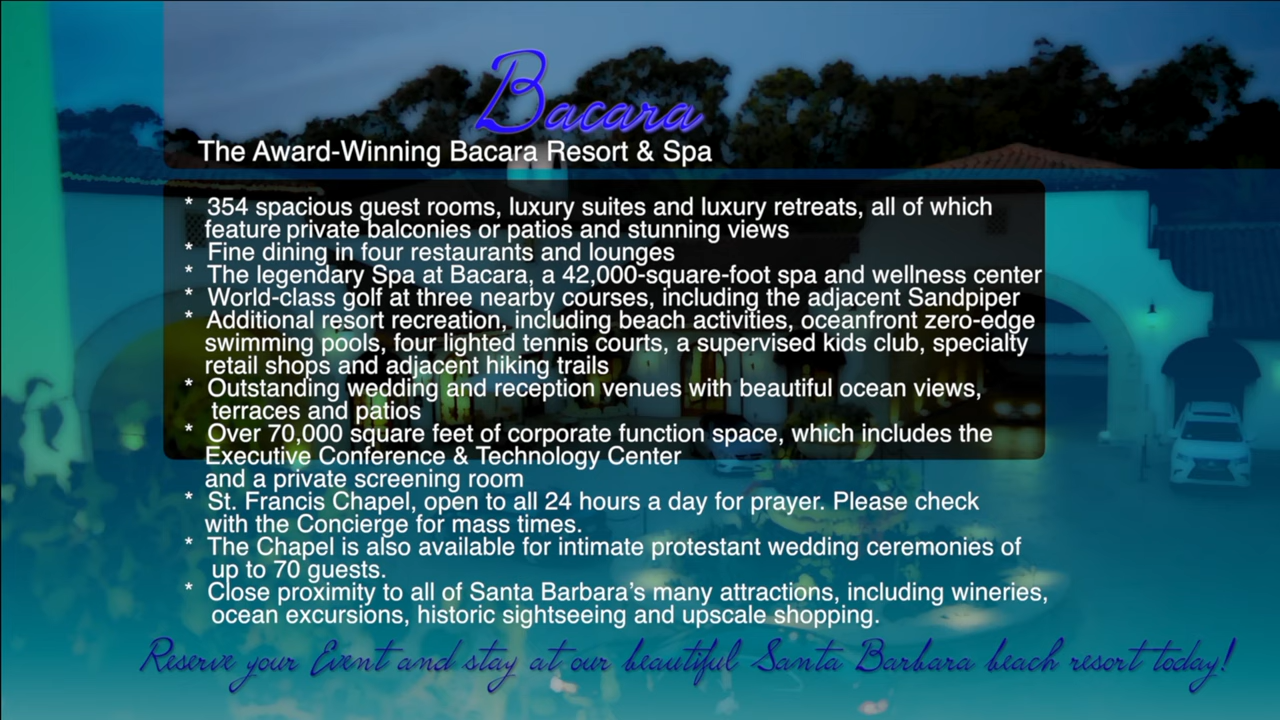 Bacara
The Award-Winning Bacara Resort & Spa
* 354 spacious guest rooms, luxury suites and luxury retreats, all of which
feature private balconies or patios and stunning views
* Fine dining in four restaurants and lounges
* The legendary Spa at Bacara, a 42,000-square-foot spa and wellness center
* World-class golf at three nearby courses, including the adjacent Sandpiper
* Additional resort recreation, including beach activities, oceanfront zero-edge
swimming pools, four lighted tennis courts, a supervised kids club, specialty
retail shops and adjacent hiking trails
* Outstanding wedding and reception venues with beautiful ocean views,
terraces and patios
* Over 70,000 square feet of corporate function space, which includes the
Executive Conference & Technology Center
and a private screening room
* St. Francis Chapel, open to all 24 hours a day for prayer. Please check
with the Concierge for mass times.
* The Chapel is also available for intimate protestant wedding ceremonies of
up to 70 guests.
* Close proximity to all of Santa Barbara's many attractions, including wineries,
ocean excursions, historic sightseeing and upscale shopping.
Reserve your Event and stay at our beautiful Santa Barbara beach resort today!